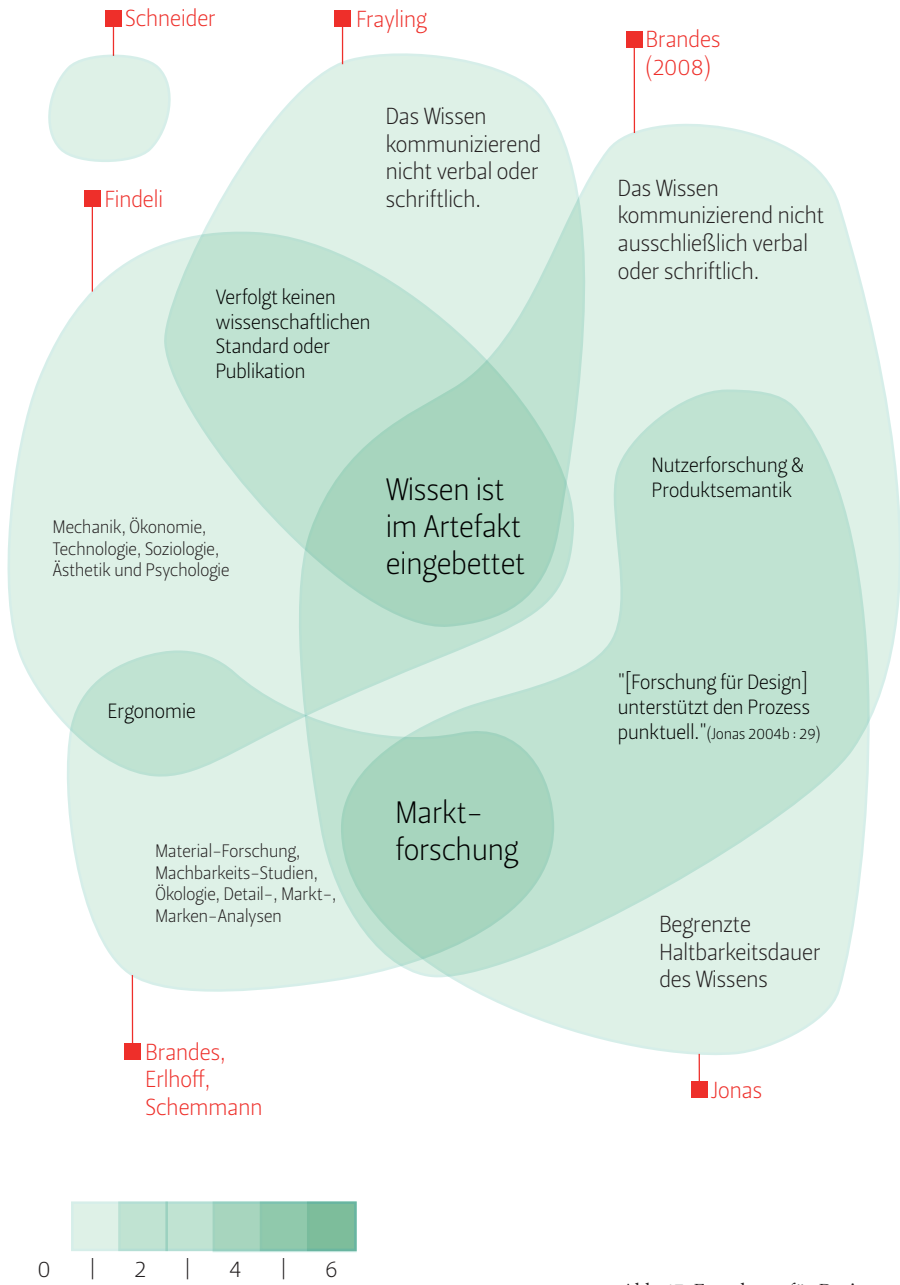 Schneider
Frayling
Brandes
(2008)
Das Wissen
kommunizierend
nicht verbal oder
schriftlich.
Das Wissen
kommunizierend nicht
ausschließlich verbal
oder schriftlich.
Findeli
Verfolgt keinen
wissenschaftlichen
Standard oder
Publikation
Nutzerforschung &
Produktsemantik
Wissen ist
im Artefakt
eingebettet
Mechanik, Ökonomie,
Technologie, Soziologie,
Ästhetik und Psychologie
"[Forschung für Design]
unterstützt den Prozess
punktuell."(Jonas 2004b : 29)
Ergonomie
Markt-
forschung
Material-Forschung,
Machbarkeits-Studien,
Ökologie, Detail-, Markt-,
Marken-Analysen
Begrenzte
Haltbarkeitsdauer
des Wissens
Brandes,
Erlhoff,
Schemmann
Jonas
0 | 2 | 4 | 6